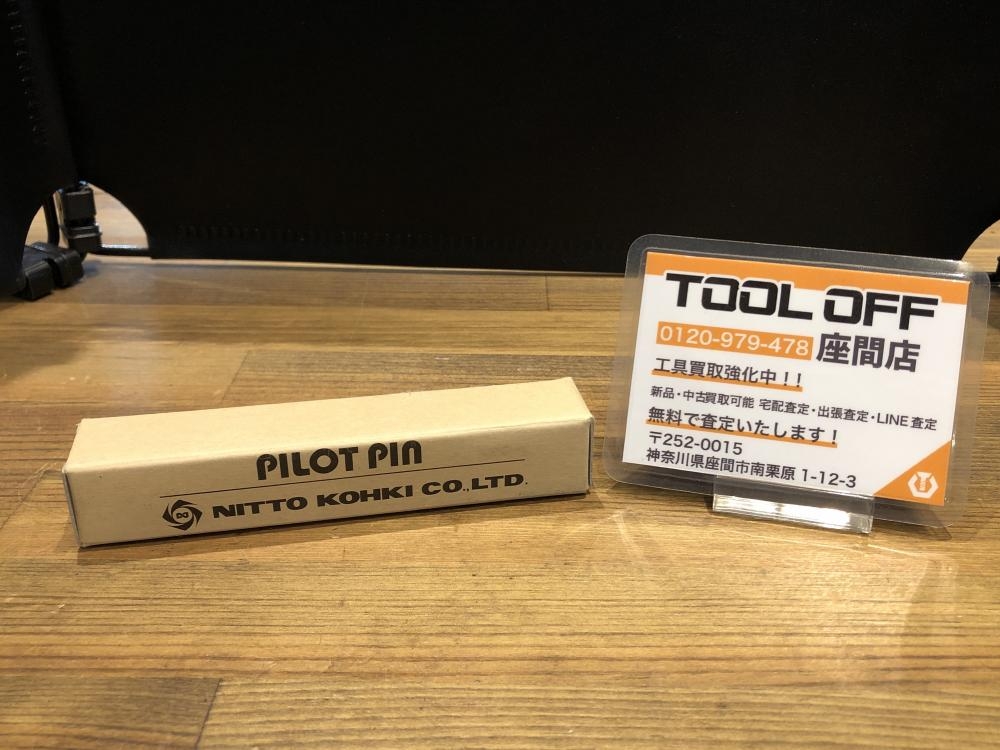 PILOT PIN
NITTO KOHKI CO.,LTD.
TOOL OFF
0120-979-478 座間店
工具買取強化中！！
新品・中古買取可能 宅配査定・出張査定・LINE査定
無料で査定いたします！
〒252-0015
神奈川県座間市南栗原 1-12-3